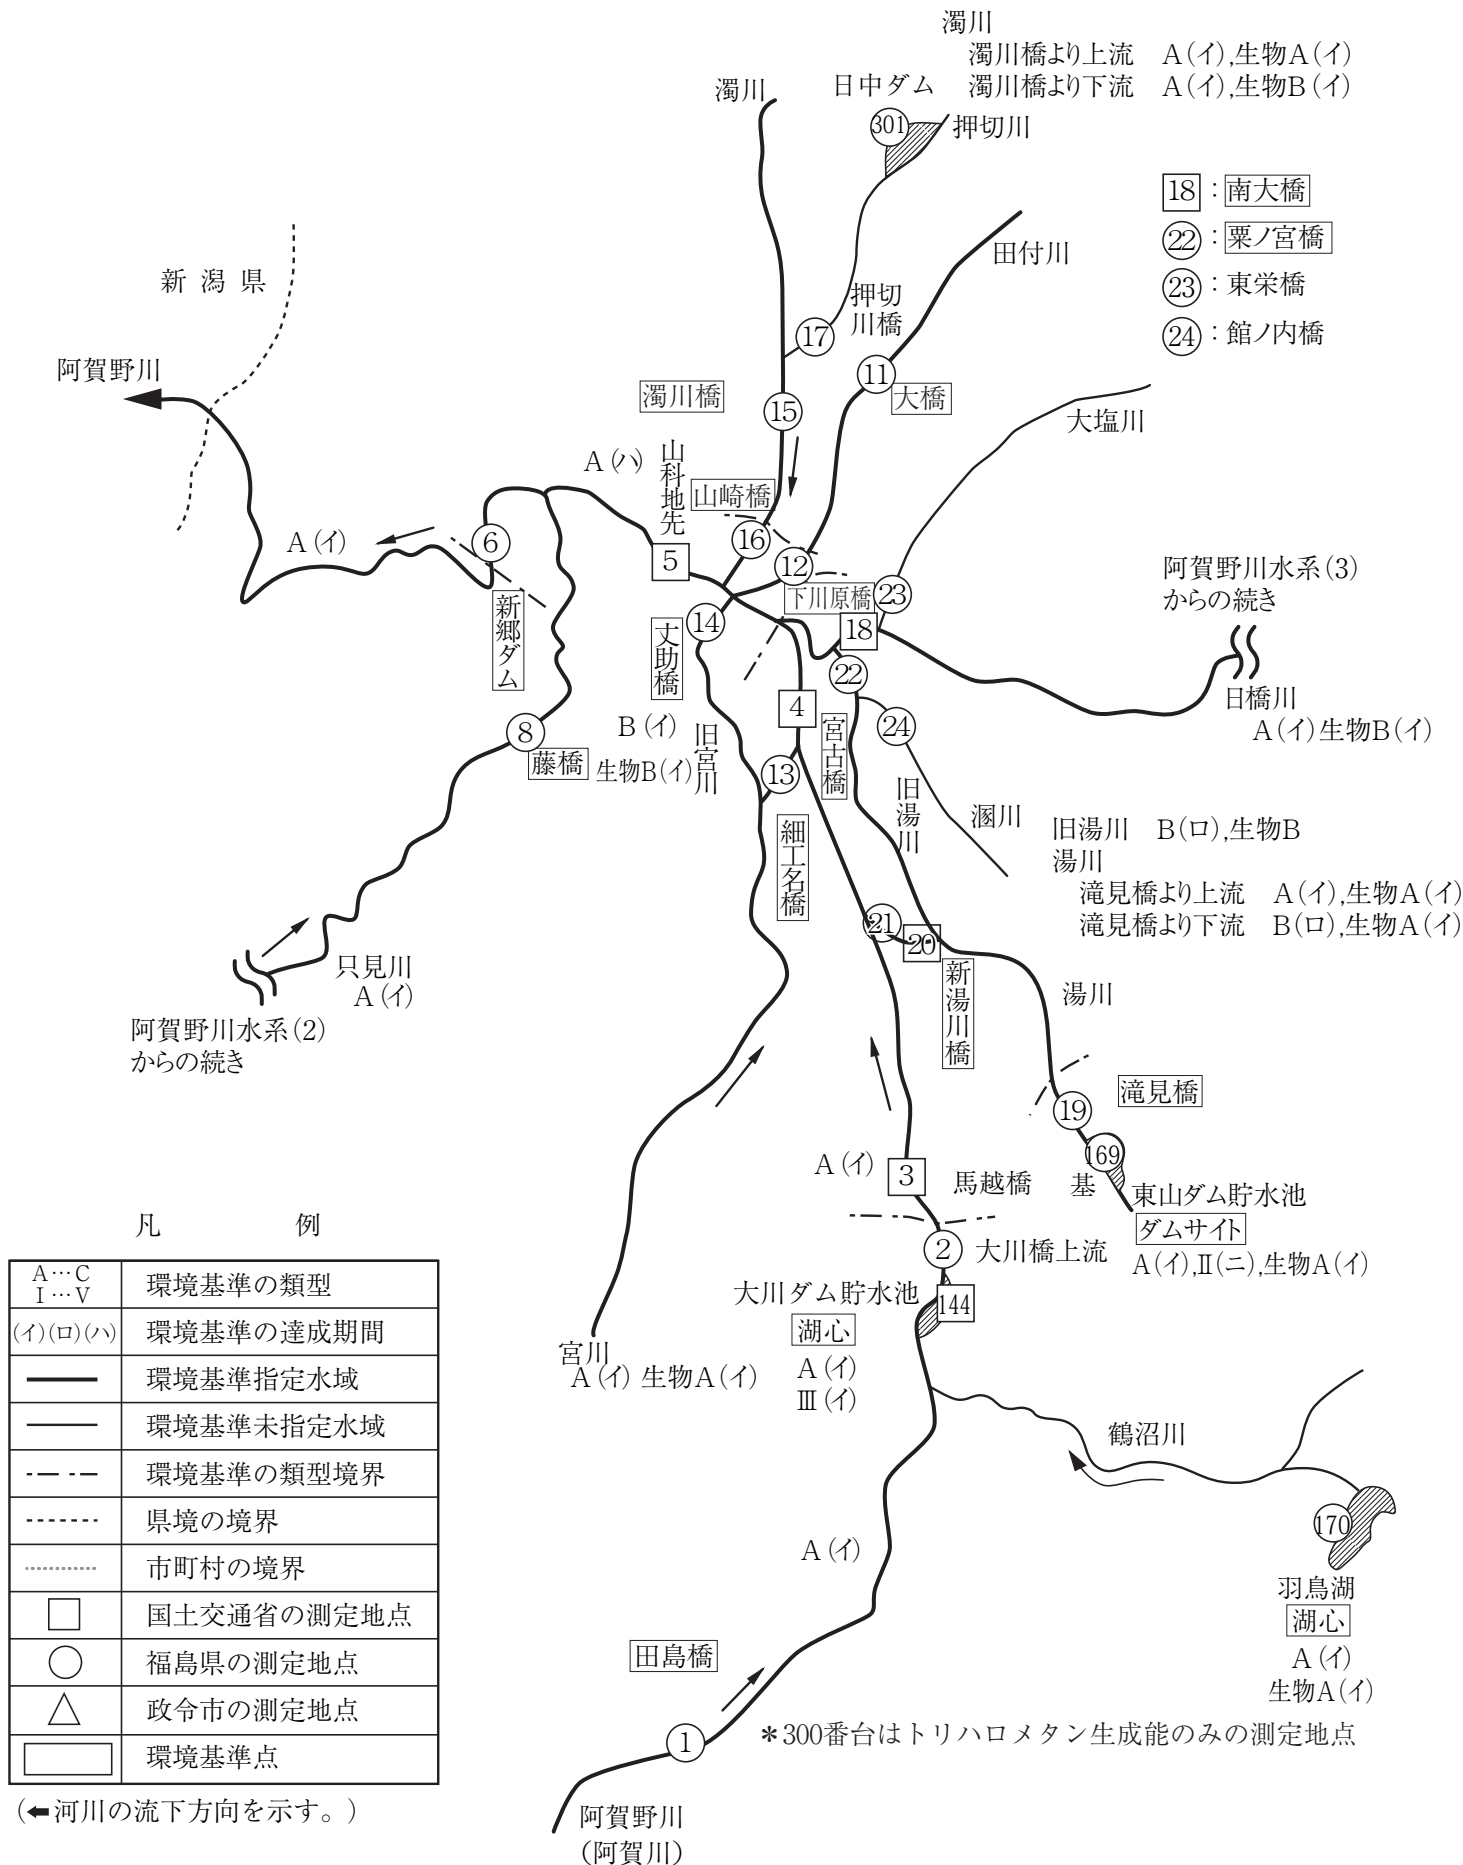 濁川
濁川橋より上流 A(イ),生物A(イ)
濁川橋より下流 A(イ),生物B(イ)
日中ダム
濁川
301
押切川
18:南大橋
22:粟ノ宮橋
23:東栄橋
24:館ノ内橋
田付川
新潟県
押切
川橋
17
阿賀野川
11
大橋
濁川橋
15
大塩川
A(ハ)
山科地先
山崎橋
A(イ)
6
5
16
12
阿賀野川水系(3)
からの続き
下川原橋
23
新郷ダム
14
丈助橋
18
22
4
日橋川
A(イ)生物B(イ)
8
藤橋
B(イ)
生物B(イ)
旧宮川
宮古橋
24
13
旧湯川
湎川
細工名橋
旧湯川 B(ロ),生物B
湯川
滝見橋より上流 A(イ),生物A(イ)
滝見橋より下流 B(ロ),生物A(イ)
21
20
新湯川橋
只見川
A(イ)
湯川
阿賀野川水系(2)
からの続き
滝見橋
19
169
A(イ)
3
馬越橋
基
東山ダム貯水池
ダムサイト
A(イ),Ⅱ(ニ),生物A(イ)
2
大川橋上流
大川ダム貯水池
144
湖心
A(イ)
Ⅲ(イ)
宮川
A(イ)生物A(イ)
鶴沼川
170
羽鳥湖
湖心
A(イ)
生物A(イ)
A(イ)
田島橋
1
*300番台はトリハロメタン生成能のみの測定地点
阿賀野川
(阿賀川)
凡例
A…C
I…V
環境基準の類型
(イ)(ロ)(ハ)
環境基準の達成期間
環境基準指定水域
環境基準未指定水域
環境基準の類型境界
県境の境界
市町村の境界
国土交通省の測定地点
福島県の測定地点
政令市の測定地点
環境基準点
(⬅河川の流下方向を示す。)